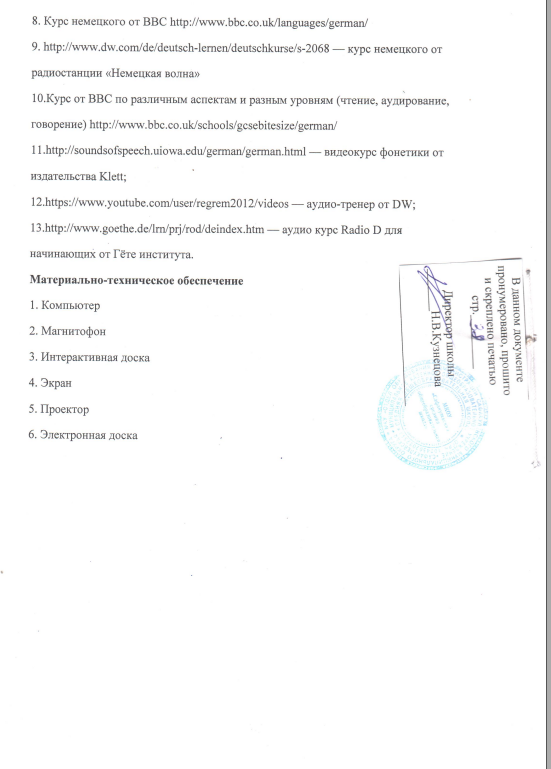 8. Курс немецкого от BBC http://www.bbc.co.uk/languages/german/
9. http://www.dw.com/de/deutsch-lernen/deutschkurse/s-2068 — курс немецкого от
радиостанции «Немецкая волна»
10.Курс от BBC по различным аспектам и разным уровням (чтение, аудирование,
говорение) http://www.bbc.co.uk/schools/gcsebitesize/german/
11.http://soundsofspeech.uiowa.edu/german/german.html — видеокурс фонетики от
издательства Klett;
12.https://www.youtube.com/user/regrem2012/videos — аудио-тренер от DW;
13.http://www.goethe.de/lrn/prj/rod/deindex.htm — аудио курс Radio D для
начинающих от Гёте института.
Материально-техническое обеспечение
1. Компьютер
2. Магнитофон
3. Интерактивная доска
4. Экран
5. Проектор
6. Электронная доска
В данном документе
пронумеровано, прошито
и скреплено печатью
стр.
Директор школы
Н.В.Кузнецова